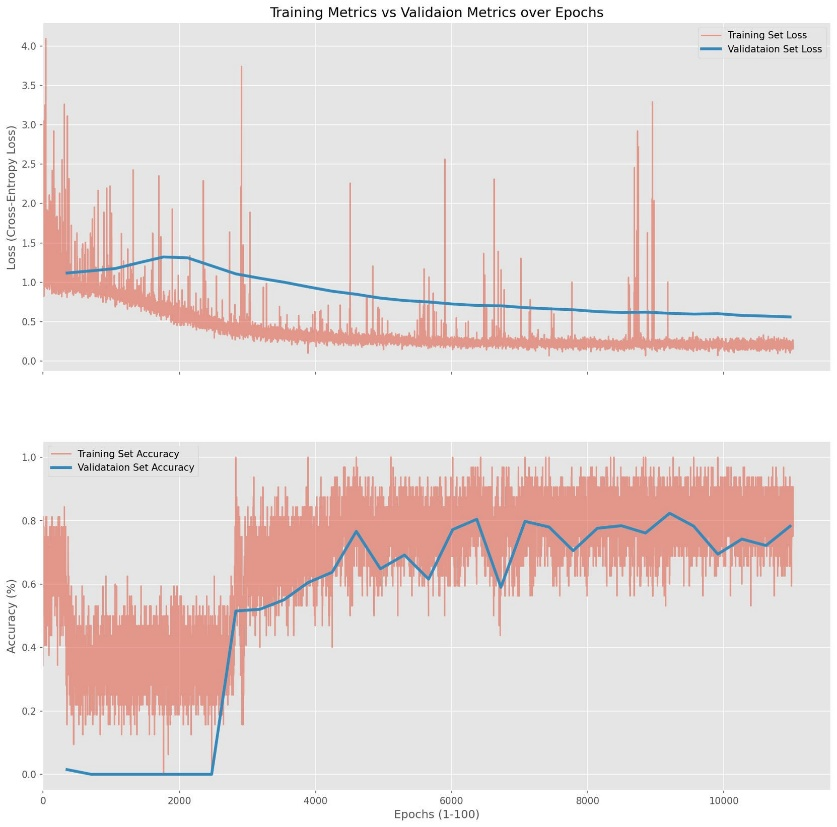 Training Metrics vs Validaion Metrics over Epochs
Training Set Loss
Validataion Set Loss
4.0
3.5
3.0
2.5
2.0
1.5
1.0
0.5
0.0
Loss (Cross-Entropy Loss)
Training Set Accuracy
Validataion Set Accuracy
1.0
0.8
0.6
0.4
0.2
0.0
Accuracy (%)
0 2000 4000 6000 8000 10000
Epochs (1-100)